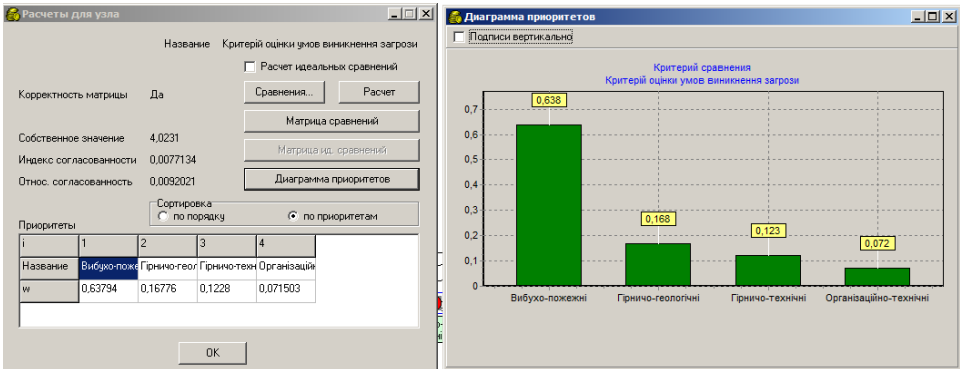 Расчеты для узла
Название Критерій оцінки умов виникнення загрози
Расчет идеальных сравнений
Корректность матрицы Да
Сравнения... Расчет
Матрица сравнений
Собственное значение 4,0231
Матрица ид. сравнений
Индекс согласованности 0,0077134
Относ. согласованность 0,0092021
Диаграмма приоритетов
Сортировка
по порядку по приоритетам
Приоритеты
i 1 2 3 4
Название Вибухо-поже Гірничо-геол Гірничо-техн Організацій
w 0,63794 0,16776 0,1228 0,071503
OK
Диаграмма приоритетов
Подписи вертикально
Критерий сравнения
Критерій оцінки умов виникнення загрози
0,638
0,7
0,6
0,5
0,4
0,3
0,168
0,2
0,123
0,072
0,1
0
Вибухо-пожежні Гірничо-геологічні Гірничо-технічні Організаційно-технічні